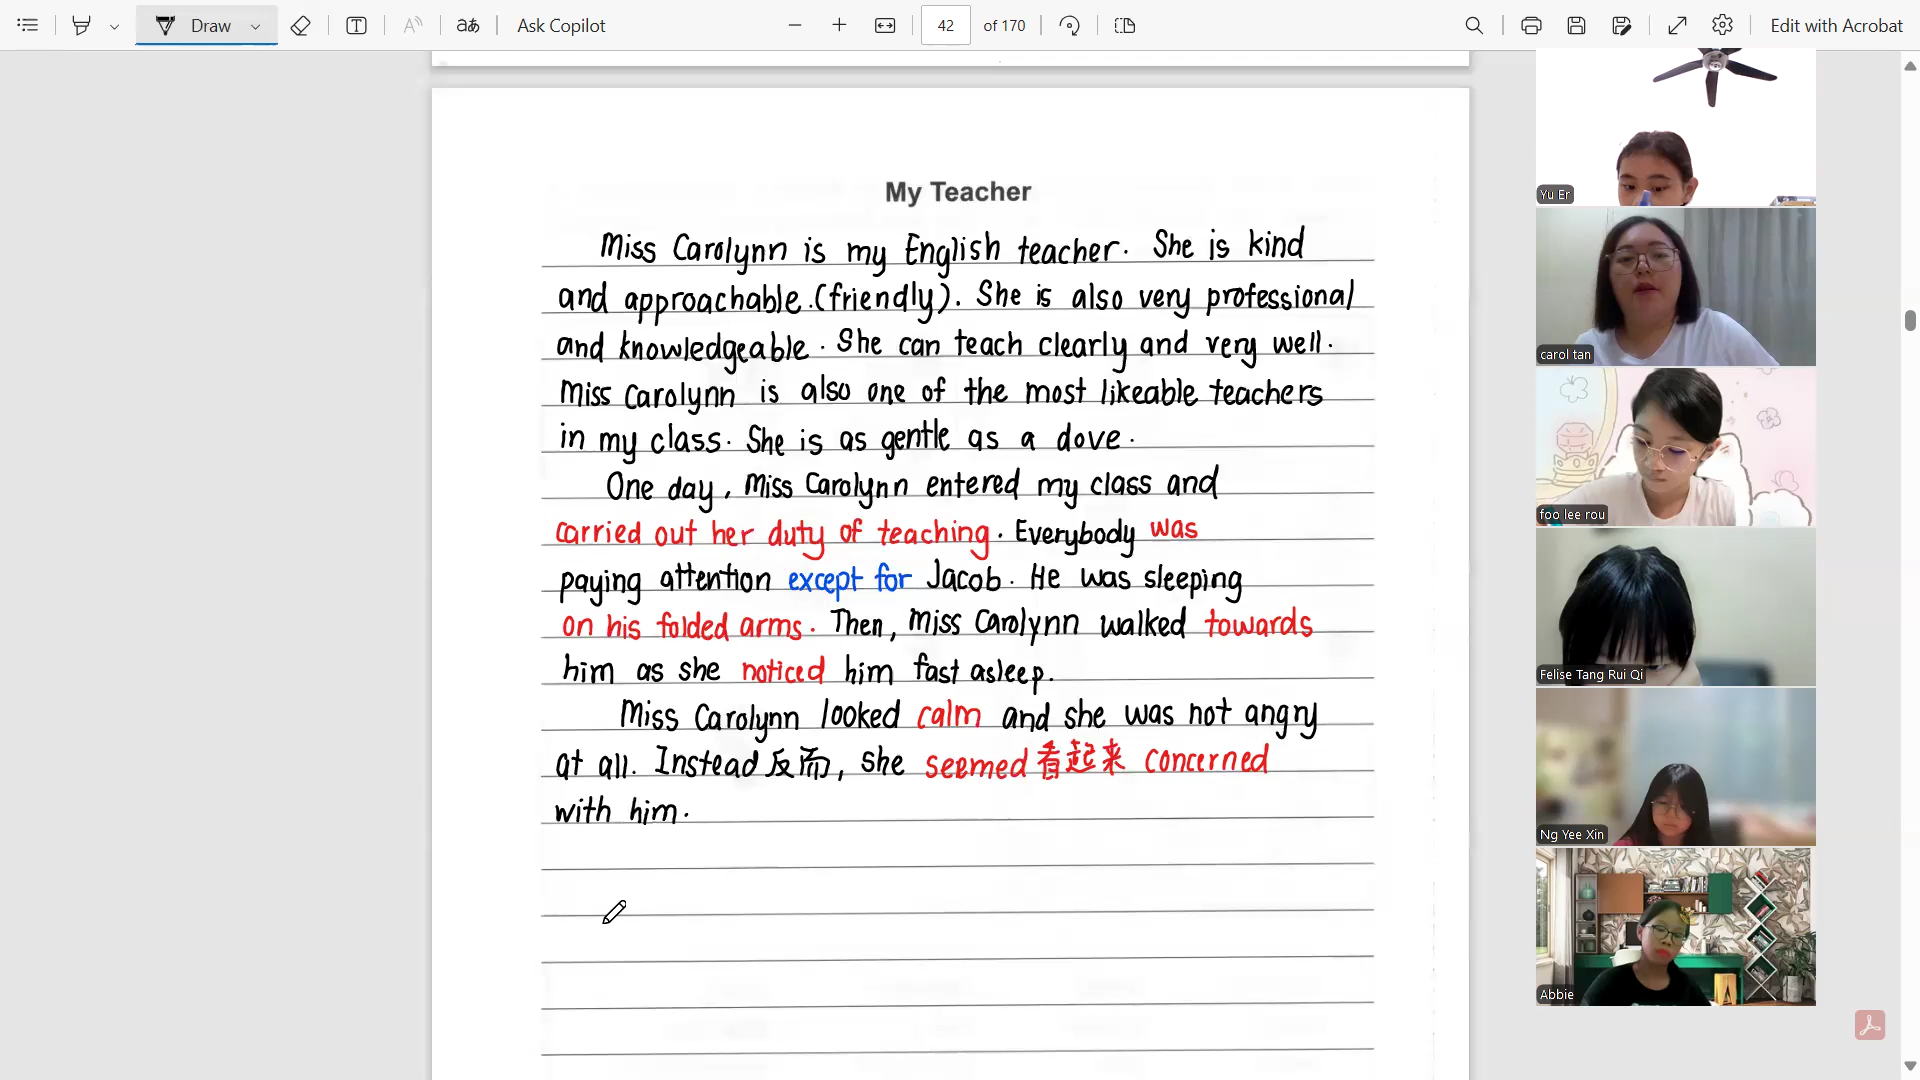 Draw
Ask Copilot
42 of 170
Edit with Acrobat
My Teacher
Miss Carolynn is my English teacher. She is kind
and approachable.(friendly). She is also very professional
and knowledgeable. She can teach clearly and very well.
Miss Carolynn is also one of the most likeable teachers
in my class. She is as gentle as a dove.
One day, Miss Carolynn entered my class and
carried out her duty of teaching. Everybody was
paying attention except for Jacob. He was sleeping
on his folded arms. Then, Miss Carolynn walked towards
him as she noticed him fast asleep.
Miss Carolynn looked calm and she was not angry
at all. Instead 反而, she seemed 看起来 concerned
with him.
Yu Er
carol tan
foo lee rou
Felise Tang Rui Qi
Ng Yee Xin
Abbie